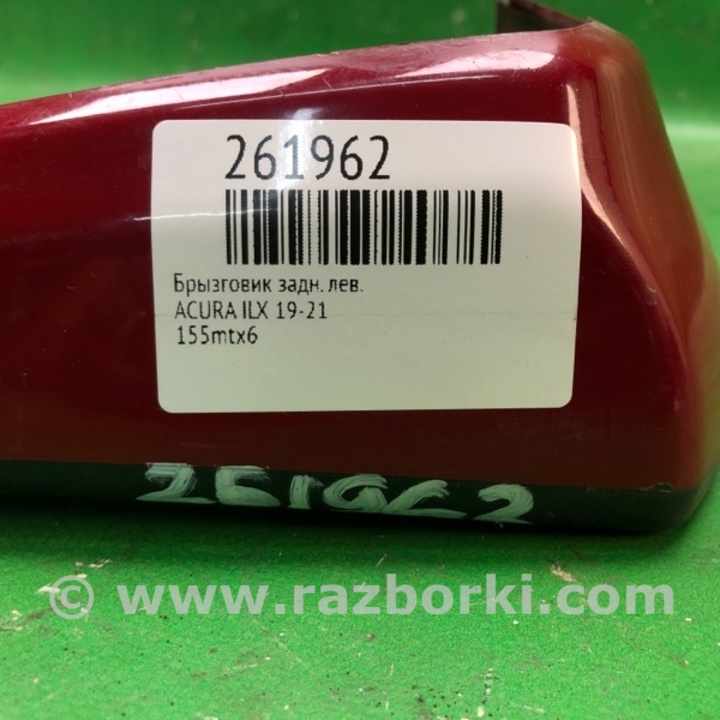 261962
Брызговик задн. лев.
ACURA ILX 19-21
155mtx6
261962
© www.razborki.com